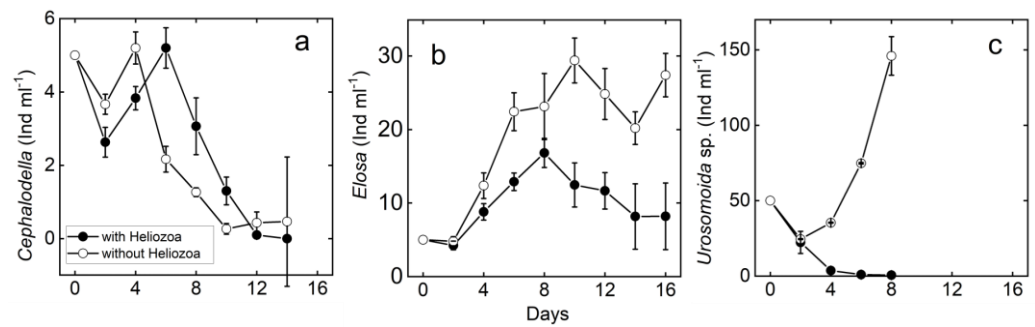 Cephalodella (Ind ml-1)
6
4
2
0
a
with Heliozoa
without Heliozoa
0 4 8 12 16
Elosa (Ind ml-1)
30
20
10
0
b
0 4 8 12 16
Days
Urosomoida sp. (Ind ml-1)
150
100
50
0
c
0 4 8 12 16